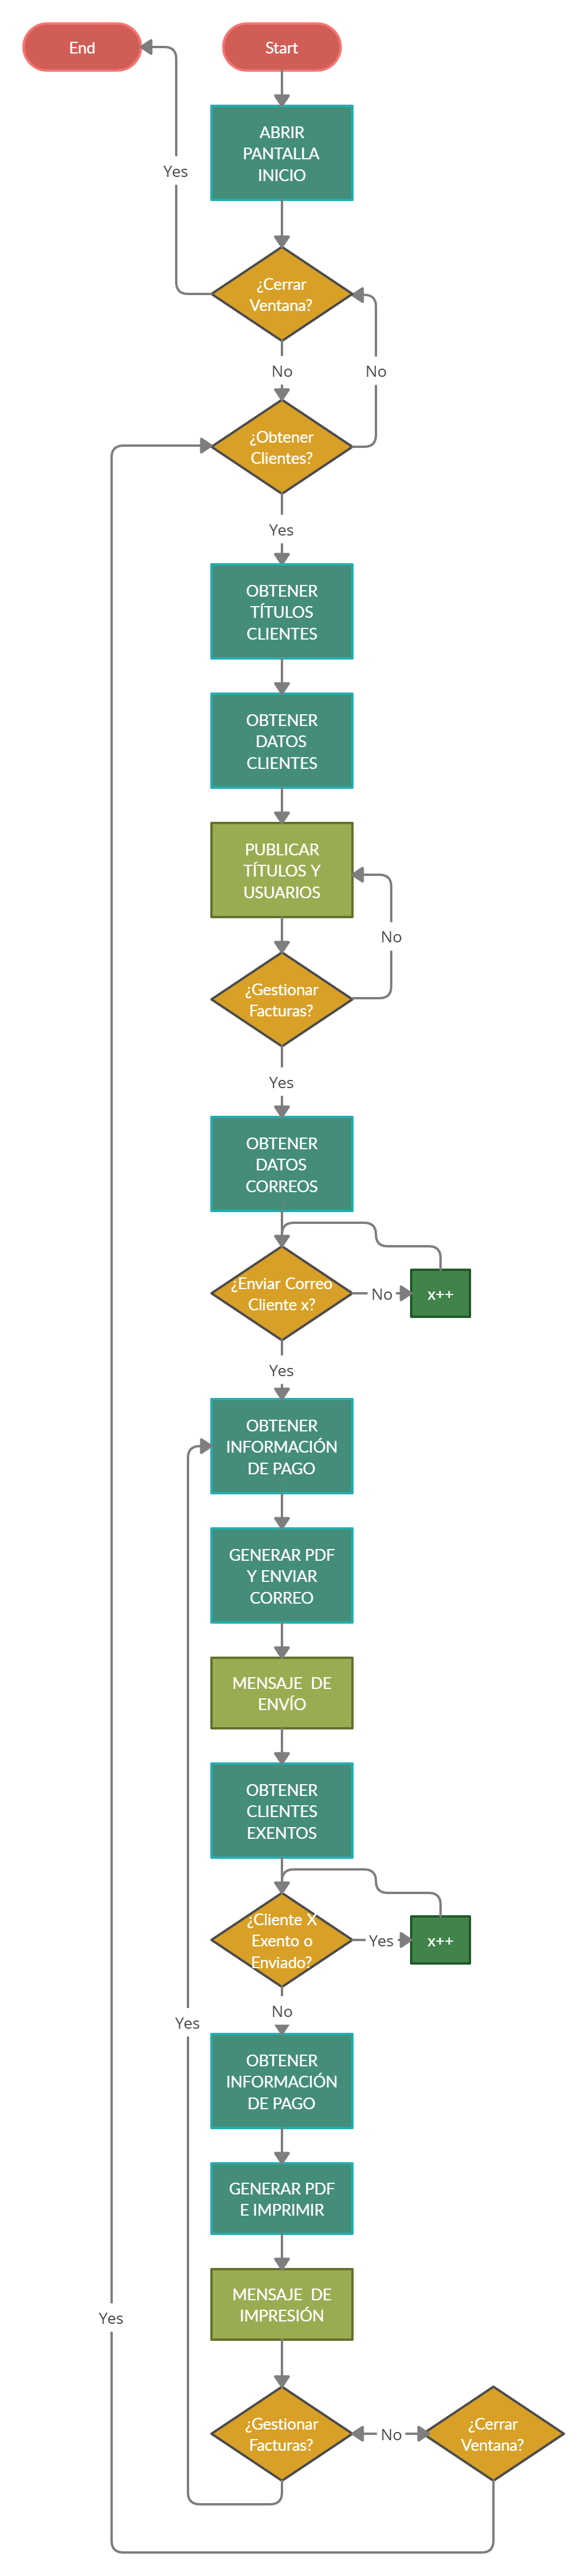 End
Start
ABRIR
PANTALLA
INICIO
Yes
¿Cerrar
Ventana?
No
No
¿Obtener
Clientes?
Yes
OBTENER
TÍTULOS
CLIENTES
OBTENER
DATOS
CLIENTES
PUBLICAR
TÍTULOS Y
USUARIOS
No
¿Gestionar
Facturas?
Yes
OBTENER
DATOS
CORREOS
¿Enviar Correo
Cliente x?
No
x++
Yes
OBTENER
INFORMACIÓN
DE PAGO
GENERAR PDF
Y ENVIAR
CORREO
MENSAJE DE
ENVÍO
OBTENER
CLIENTES
EXENTOS
¿Cliente X
Exento o
Enviado?
Yes
x++
No
Yes
OBTENER
INFORMACIÓN
DE PAGO
GENERAR PDF
E IMPRIMIR
MENSAJE DE
IMPRESIÓN
Yes
¿Gestionar
Facturas?
No
¿Cerrar
Ventana?